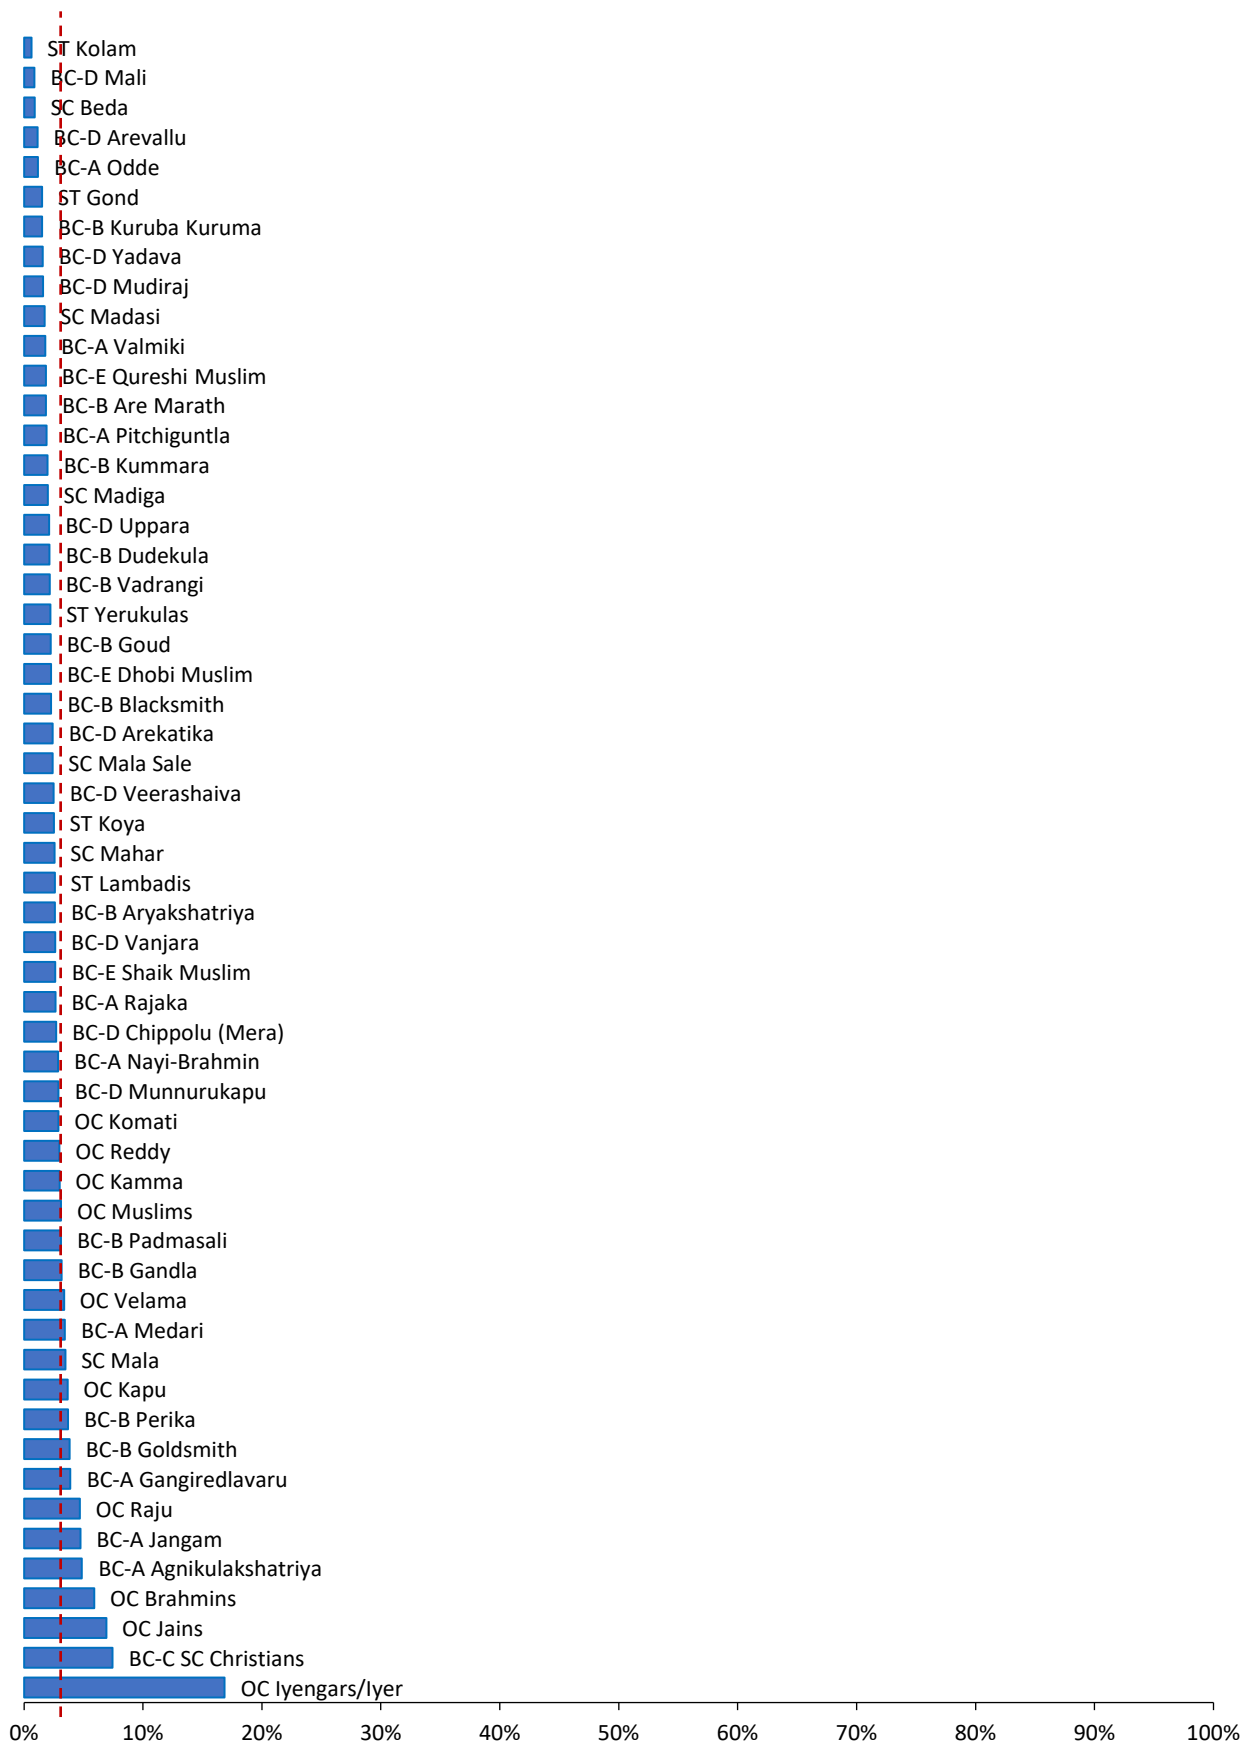 ST Kolam
BC-D Mali
SC Beda
BC-D Arevallu
BC-A Odde
ST Gond
BC-B Kuruba Kuruma
BC-D Yadava
BC-D Mudiraj
SC Madasi
BC-A Valmiki
BC-E Qureshi Muslim
BC-B Are Marath
BC-A Pitchiguntla
BC-B Kummara
SC Madiga
BC-D Uppara
BC-B Dudekula
BC-B Vadrangi
ST Yerukulas
BC-B Goud
BC-E Dhobi Muslim
BC-B Blacksmith
BC-D Arekatika
SC Mala Sale
BC-D Veerashaiva
ST Koya
SC Mahar
ST Lambadis
BC-B Aryakshatriya
BC-D Vanjara
BC-E Shaik Muslim
BC-A Rajaka
BC-D Chippolu (Mera)
BC-A Nayi-Brahmin
BC-D Munnurukapu
OC Komati
OC Reddy
OC Kamma
OC Muslims
BC-B Padmasali
BC-B Gandla
OC Velama
BC-A Medari
SC Mala
OC Kapu
BC-B Perika
BC-B Goldsmith
BC-A Gangiredlavaru
OC Raju
BC-A Jangam
BC-A Agnikulakshatriya
OC Brahmins
OC Jains
BC-C SC Christians
OC Iyengars/Iyer
0% 10% 20% 30% 40% 50% 60% 70% 80% 90% 100%